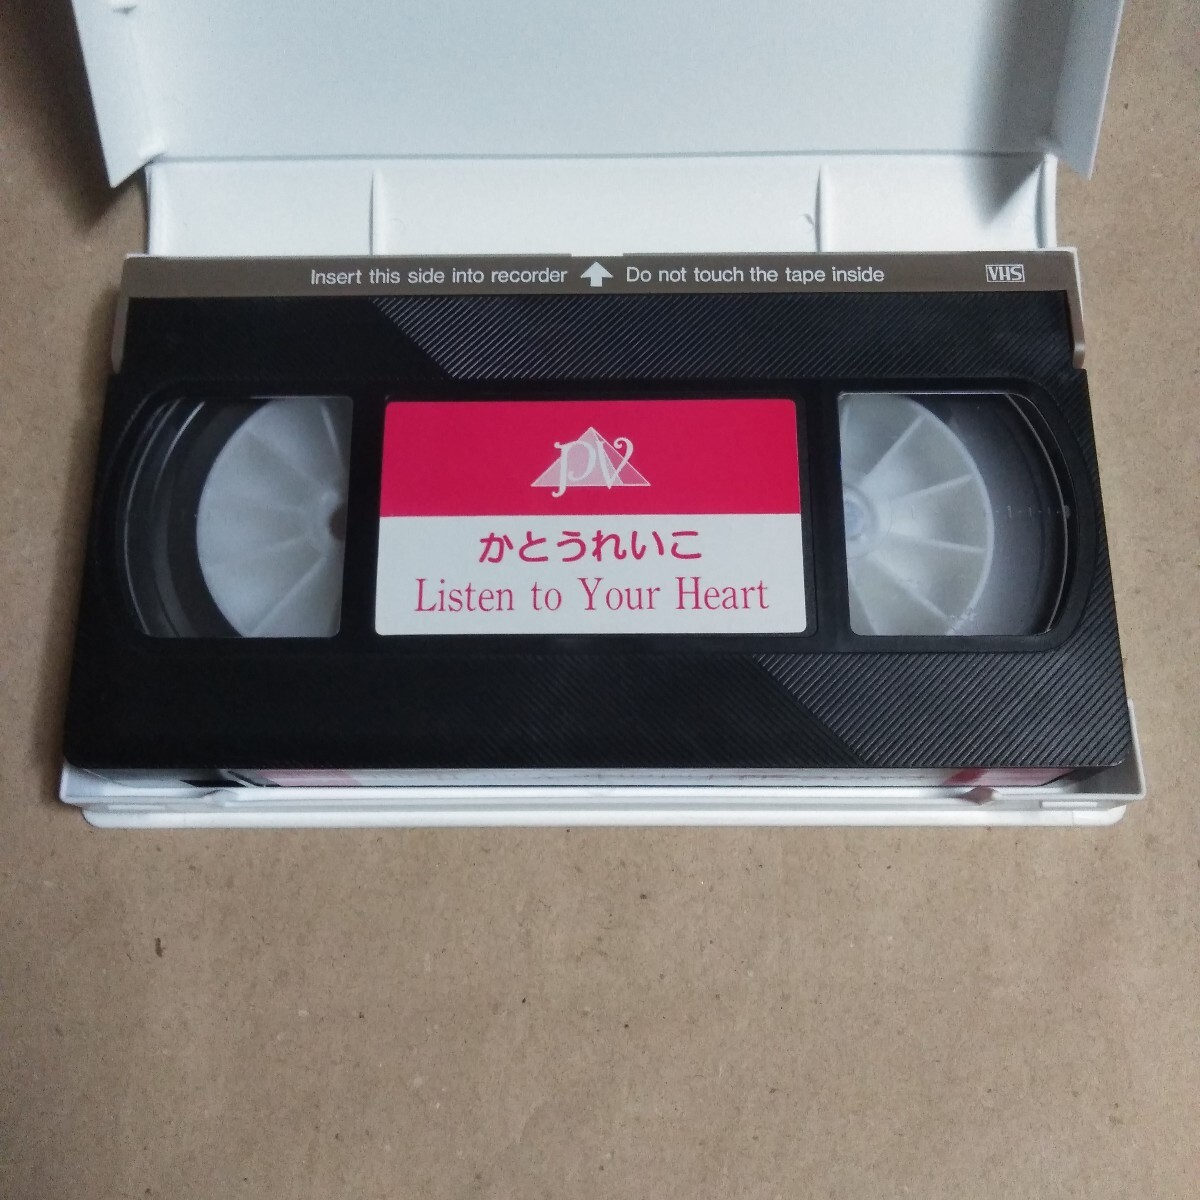 Insert this side into recorder Do not touch the tape inside VHS
PV
かとうれいこ
Listen to Your Heart